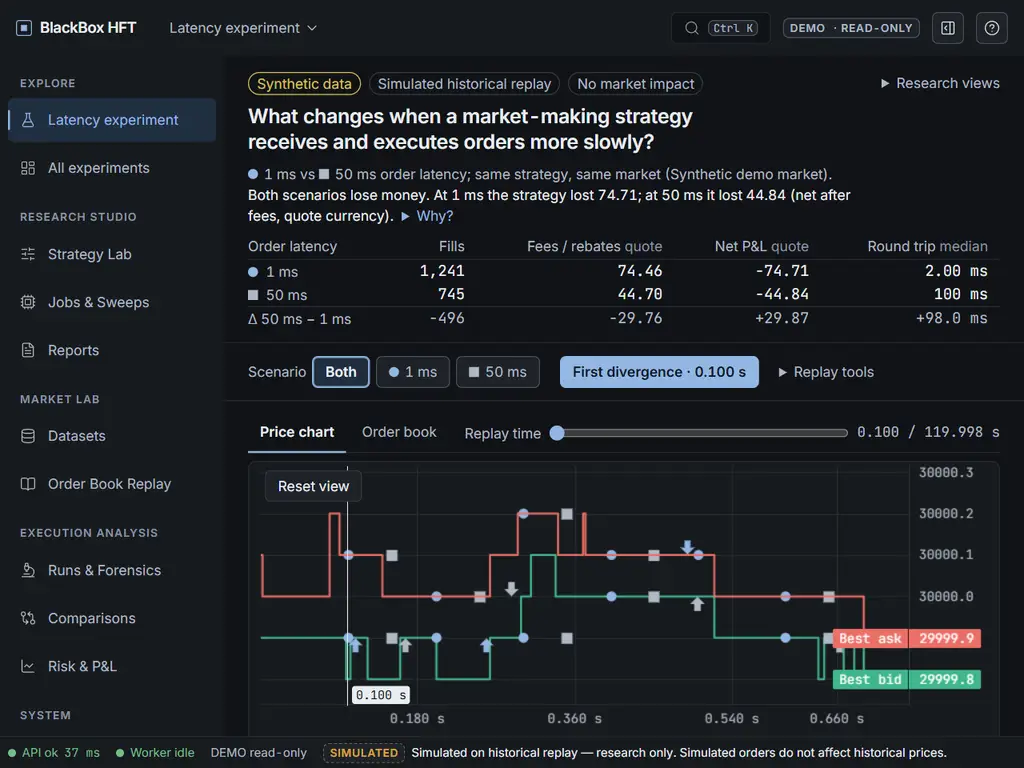 BlackBox HFT
Latency experiment
Ctrl K
DEMO · READ-ONLY
EXPLORE
Latency experiment
All experiments
RESEARCH STUDIO
Strategy Lab
Jobs & Sweeps
Reports
MARKET LAB
Datasets
Order Book Replay
EXECUTION ANALYSIS
Runs & Forensics
Comparisons
Risk & P&L
SYSTEM
Synthetic data
Simulated historical replay
No market impact
Research views
What changes when a market-making strategy
receives and executes orders more slowly?
1 ms vs 50 ms order latency; same strategy, same market (Synthetic demo market).
Both scenarios lose money. At 1 ms the strategy lost 74.71; at 50 ms it lost 44.84 (net after
fees, quote currency). Why?
Order latency Fills Fees / rebates quote Net P&L quote Round trip median
1 ms 1,241 74.46 -74.71 2.00 ms
50 ms 745 44.70 -44.84 100 ms
Δ 50 ms − 1 ms -496 -29.76 +29.87 +98.0 ms
Scenario Both 1 ms 50 ms First divergence · 0.100 s Replay tools
Price chart Order book Replay time 0.100 / 119.998 s
Reset view
30000.3
30000.2
30000.1
30000.0
Best ask 29999.9
Best bid 29999.8
0.100 s
0.180 s 0.360 s 0.540 s 0.660 s
API ok 37 ms Worker idle DEMO read-only SIMULATED Simulated on historical replay — research only. Simulated orders do not affect historical prices.